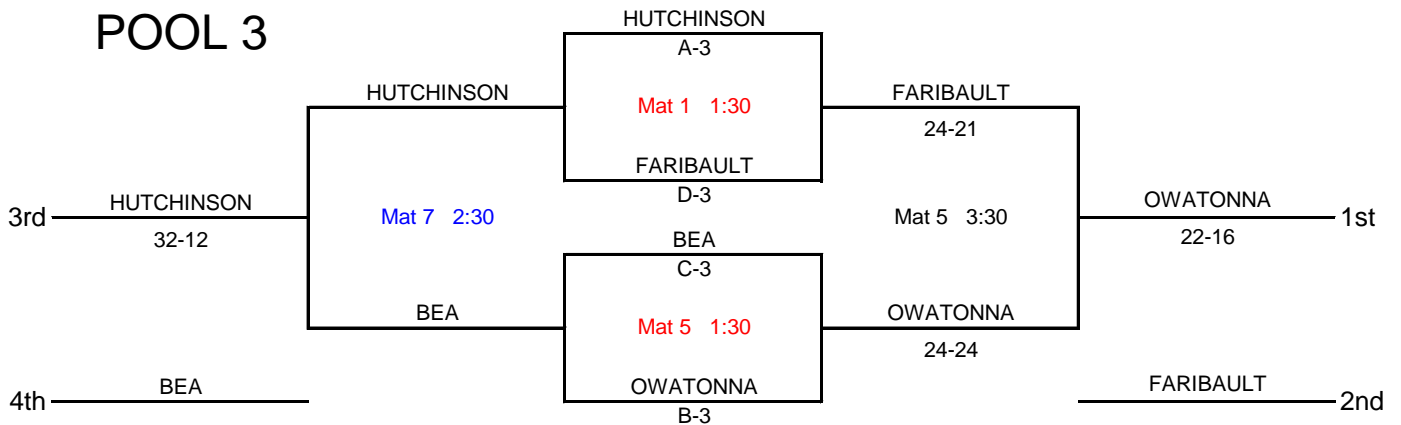 POOL 3
HUTCHINSON
A-3
HUTCHINSON
Mat 1 1:30
FARIBAULT
24-21
FARIBAULT
D-3
3rd
HUTCHINSON
32-12
Mat 7 2:30
Mat 5 3:30
OWATONNA
22-16
1st
BEA
C-3
BEA
Mat 5 1:30
OWATONNA
24-24
4th
BEA
OWATONNA
B-3
FARIBAULT
2nd